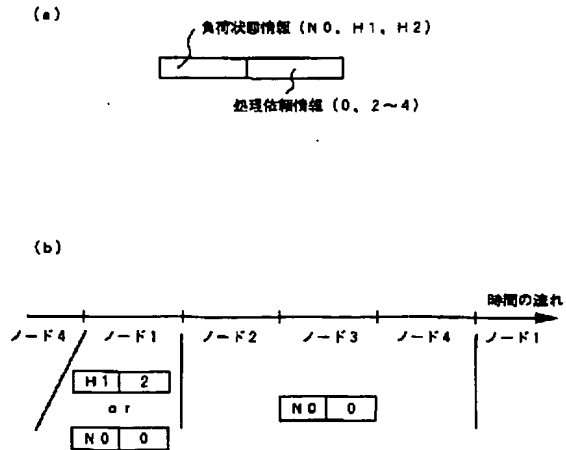 (a)
負荷状態情報(N0, H1, H2)
処理依頼情報(0, 2~4)
(b)
時間の流れ
ノード4 ノード1 ノード2 ノード3 ノード4 ノード1
H1 2
or
N0 0
N0 0